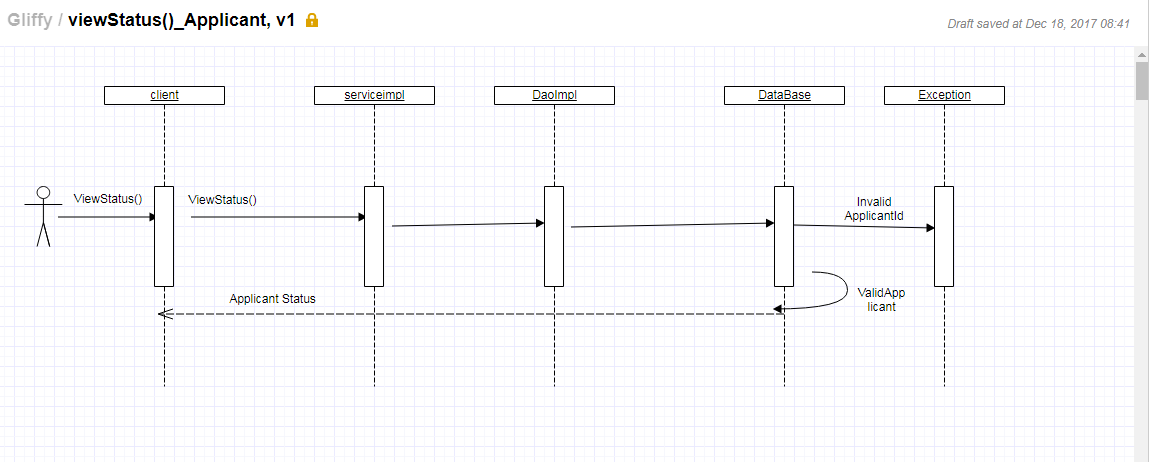 Gliffy / viewStatus()_Applicant, v1
Draft saved at Dec 18, 2017 08:41
client
serviceimpl
DaoImpl
DataBase
Exception
ViewStatus()
ViewStatus()
Invalid
ApplicantId
Applicant Status
ValidApp
licant